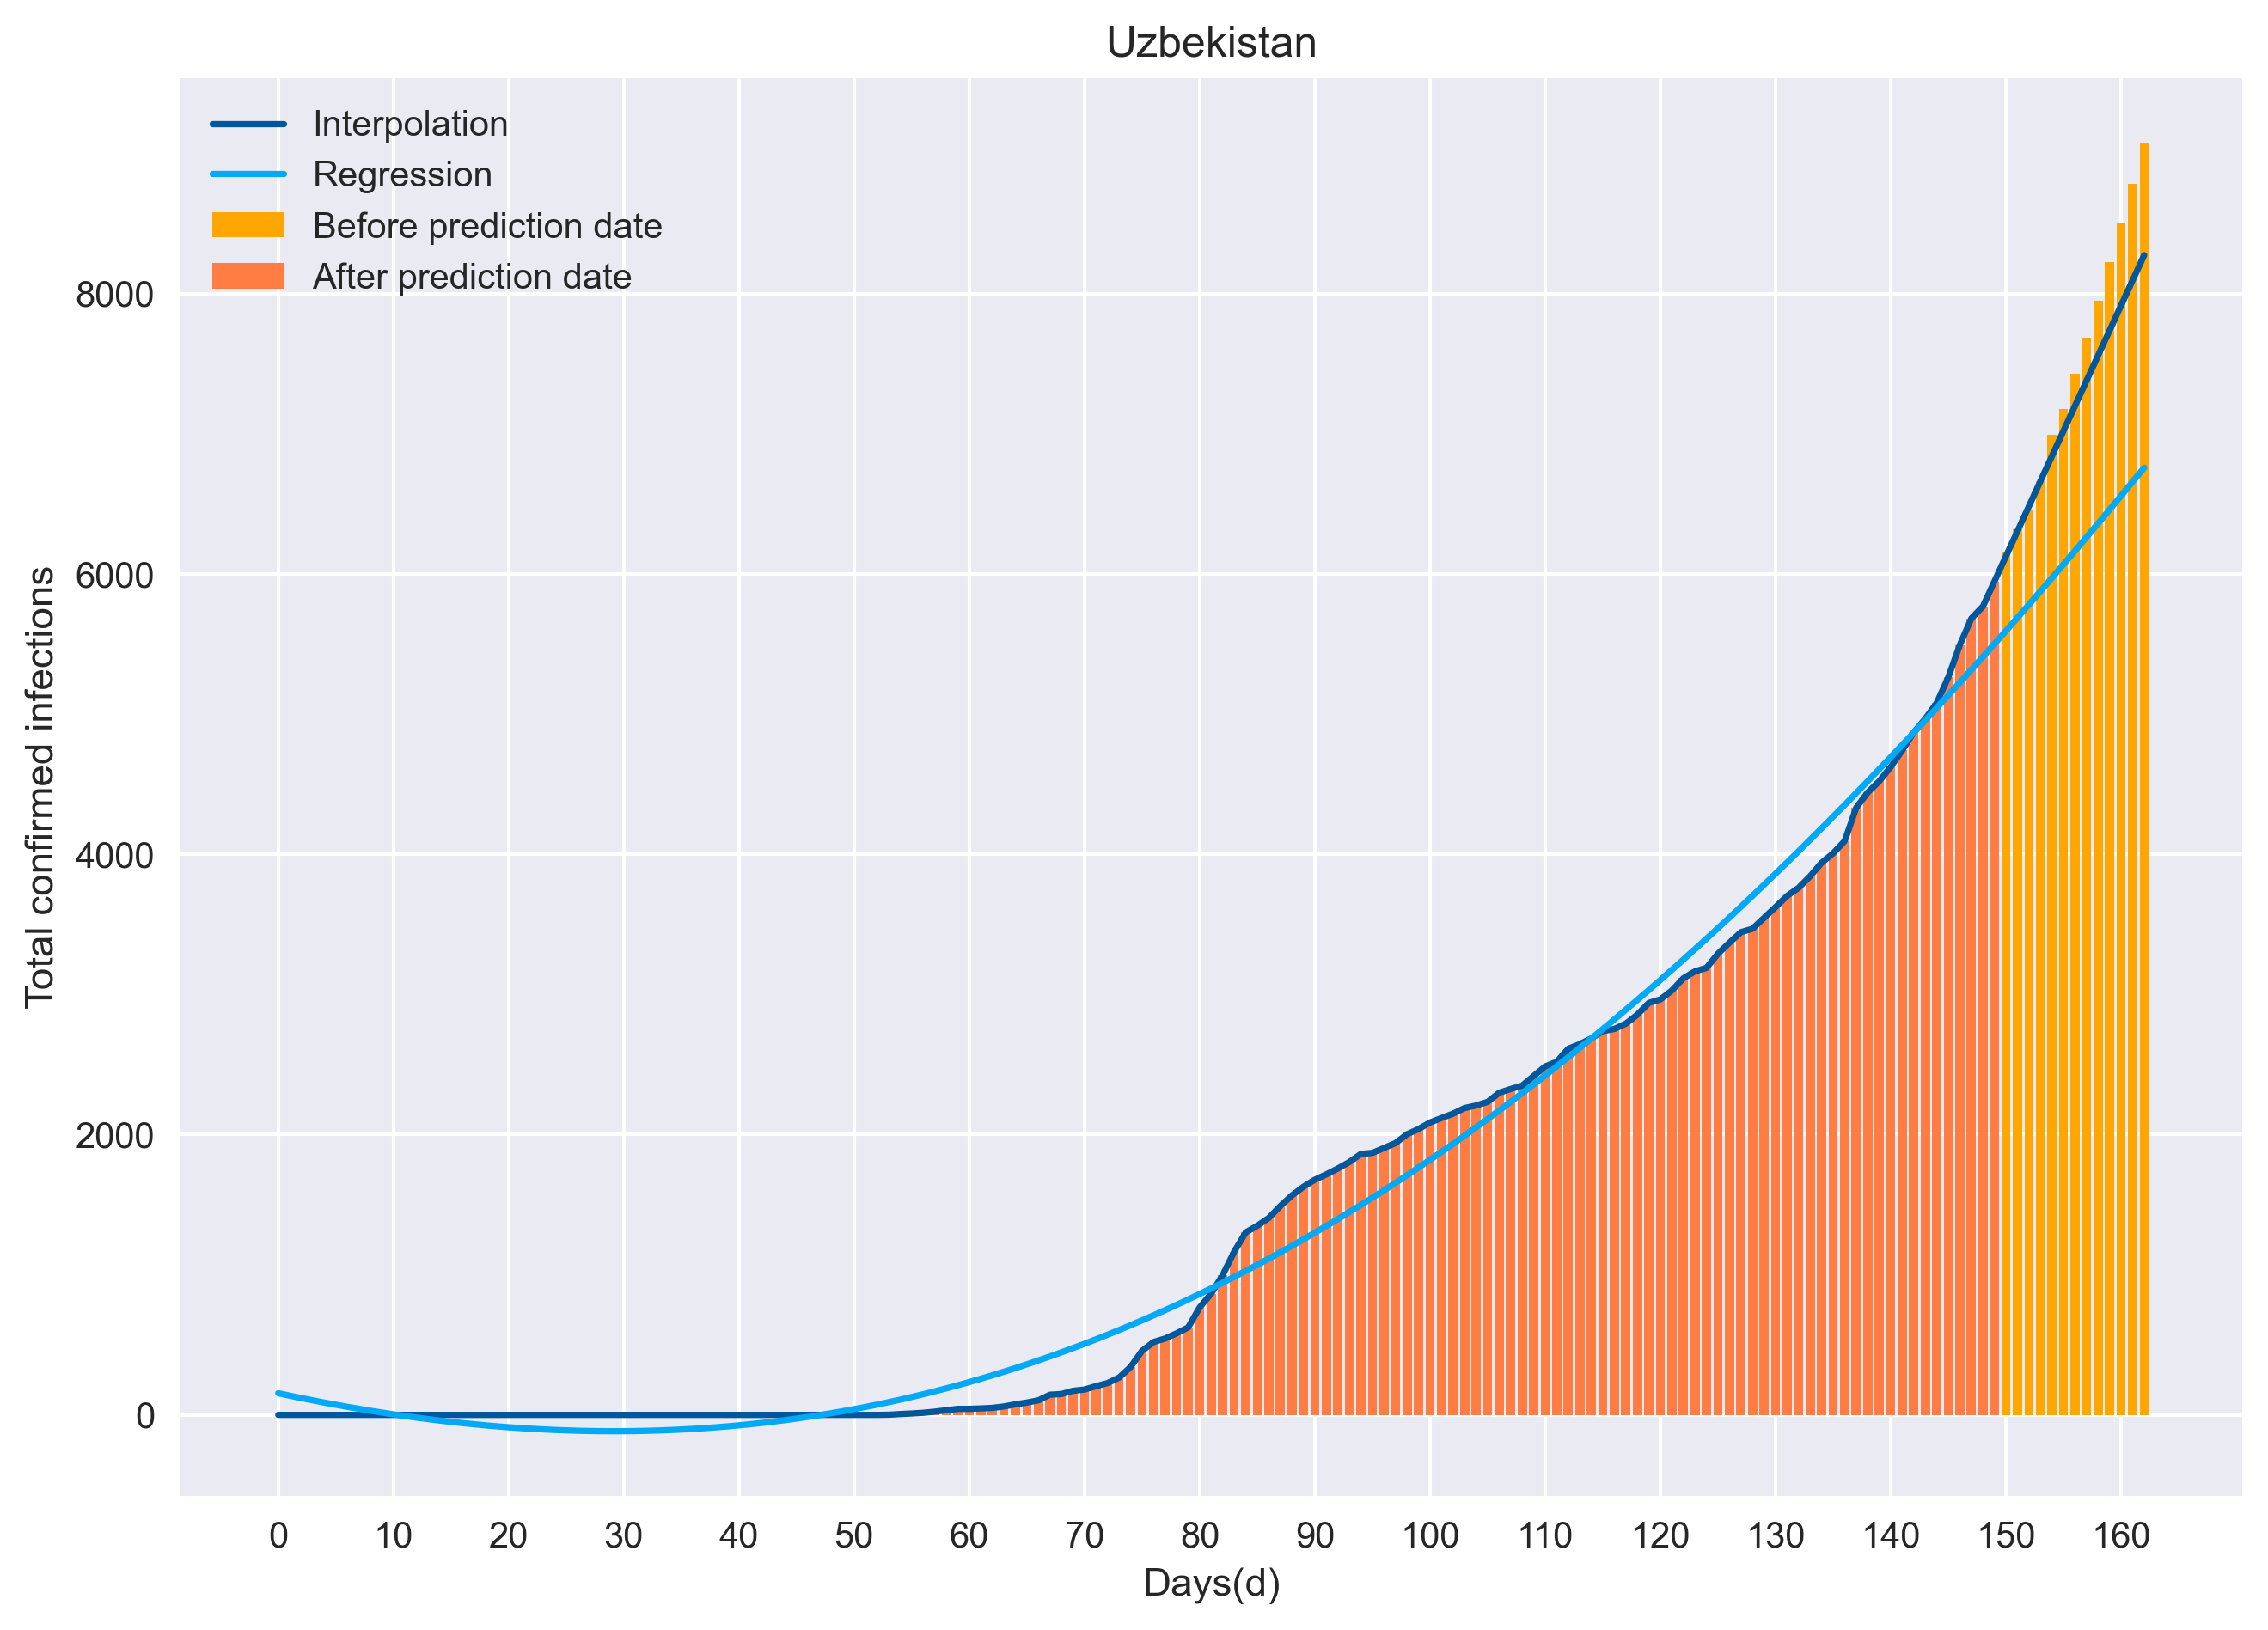 Uzbekistan
Interpolation
Regression
Before prediction date
After prediction date
8000
6000
4000
2000
0
Total confirmed infections
0 10 20 30 40 50 60 70 80 90 100 110 120 130 140 150 160
Days(d)